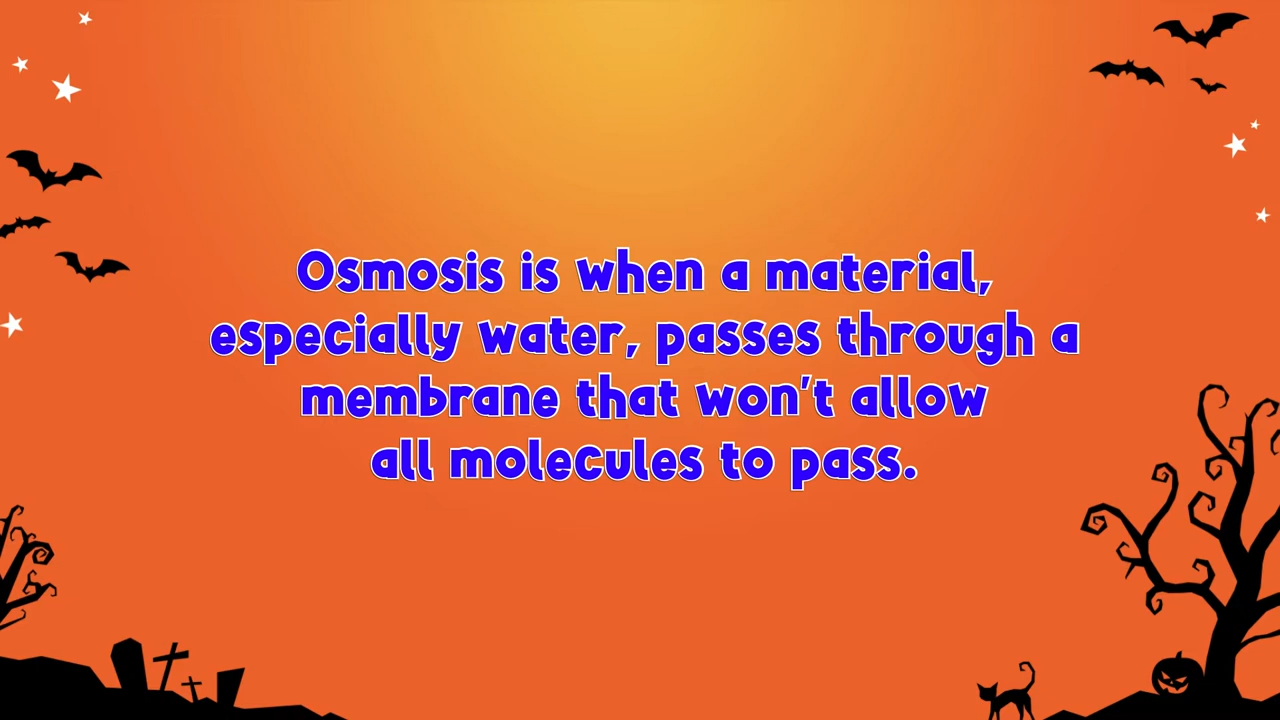 Osmosis is when a material,
especially water, passes through a
membrane that won't allow
all molecules to pass.